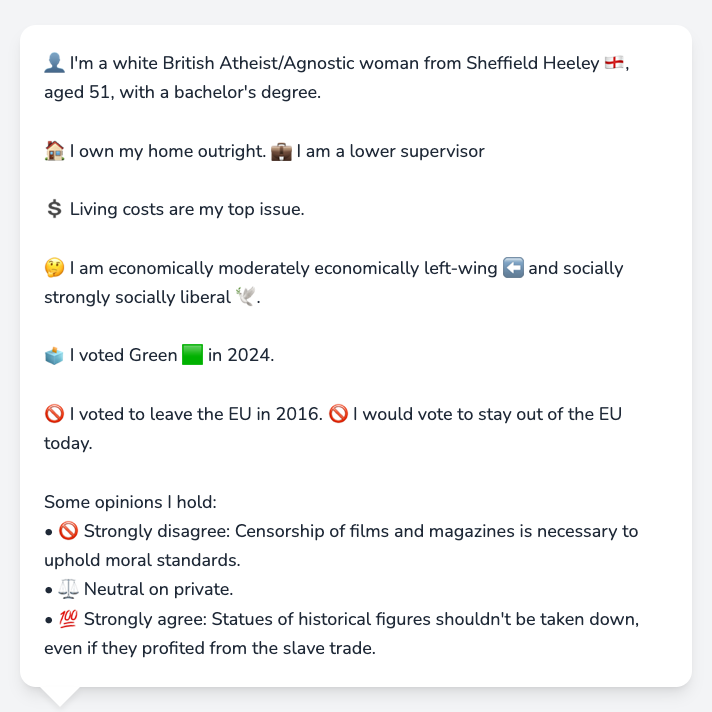 👤 I'm a white British Atheist/Agnostic woman from Sheffield Heeley 🏴󠁧󠁢󠁥󠁮󠁧󠁿,
aged 51, with a bachelor's degree.
🏠 I own my home outright. 💼 I am a lower supervisor
💲 Living costs are my top issue.
🤔 I am economically moderately economically left-wing ⬅️ and socially
strongly socially liberal 🕊️.
🗳️ I voted Green 🟩 in 2024.
🚫 I voted to leave the EU in 2016. 🚫 I would vote to stay out of the EU
today.
Some opinions I hold:
• 🚫 Strongly disagree: Censorship of films and magazines is necessary to
uphold moral standards.
• ⚖️ Neutral on private.
• 💯 Strongly agree: Statues of historical figures shouldn't be taken down,
even if they profited from the slave trade.